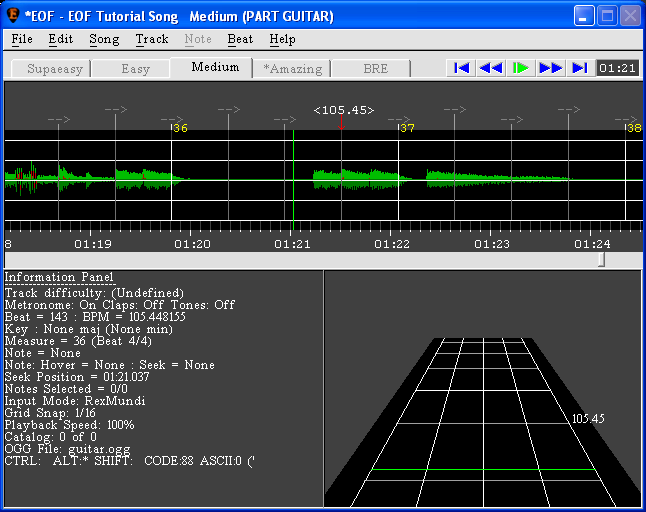 *EOF - EOF Tutorial Song   Medium (PART GUITAR)
File Edit Song Track Note Beat Help
Supaeasy Easy Medium *Amazing BRE 01:21
--> --> --> --> --> <105.45> --> --> --> -->
36 37 38
8 01:19 01:20 01:21 01:22 01:23 01:24
Information Panel
----------------------------
Track difficulty: (Undefined)
Metronome: On Claps: Off Tones: Off
Beat = 143 : BPM = 105.448155
Key : None maj (None min)
Measure = 36 (Beat 4/4)
Note = None
Note: Hover = None : Seek = None
Seek Position = 01:21.037
Notes Selected = 0/0
Input Mode: RexMundi
Grid Snap: 1/16
Playback Speed: 100%
Catalog: 0 of 0
OGG File: guitar.ogg
CTRL:  ALT:* SHIFT:  CODE:88 ASCII:0 ('
105.45